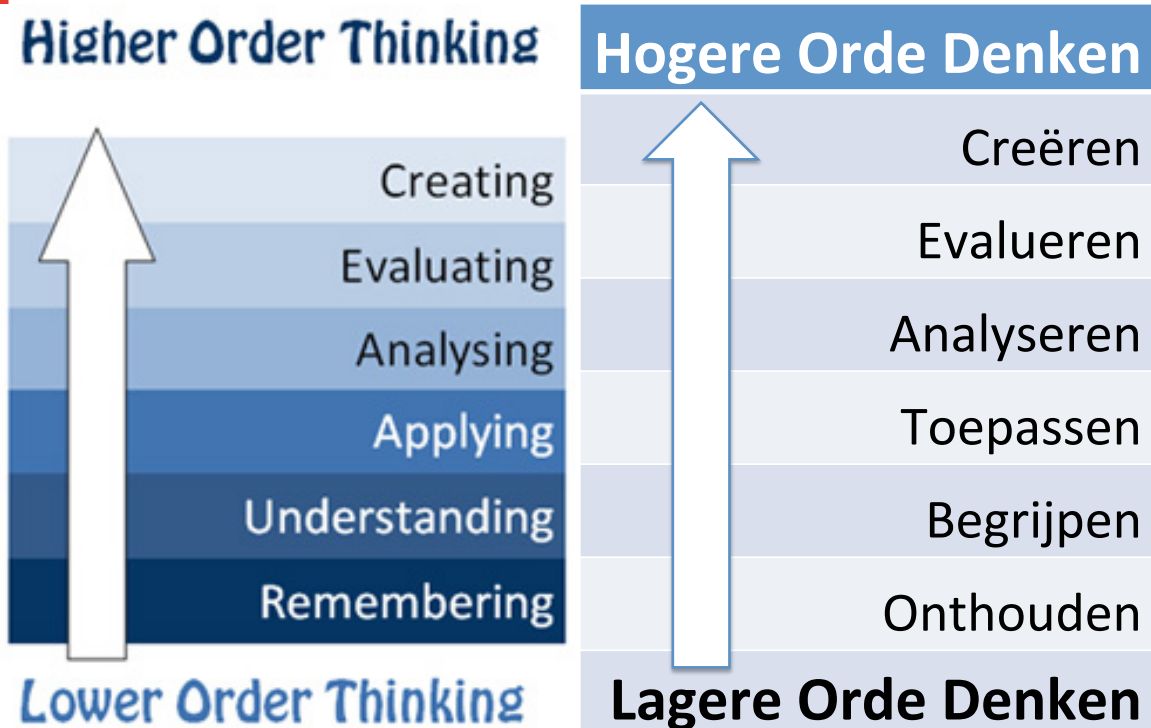 Higher Order Thinking
Creating
Evaluating
Analysing
Applying
Understanding
Remembering
Lower Order Thinking
Hogere Orde Denken
Creëren
Evalueren
Analyseren
Toepassen
Begrijpen
Onthouden
Lagere Orde Denken